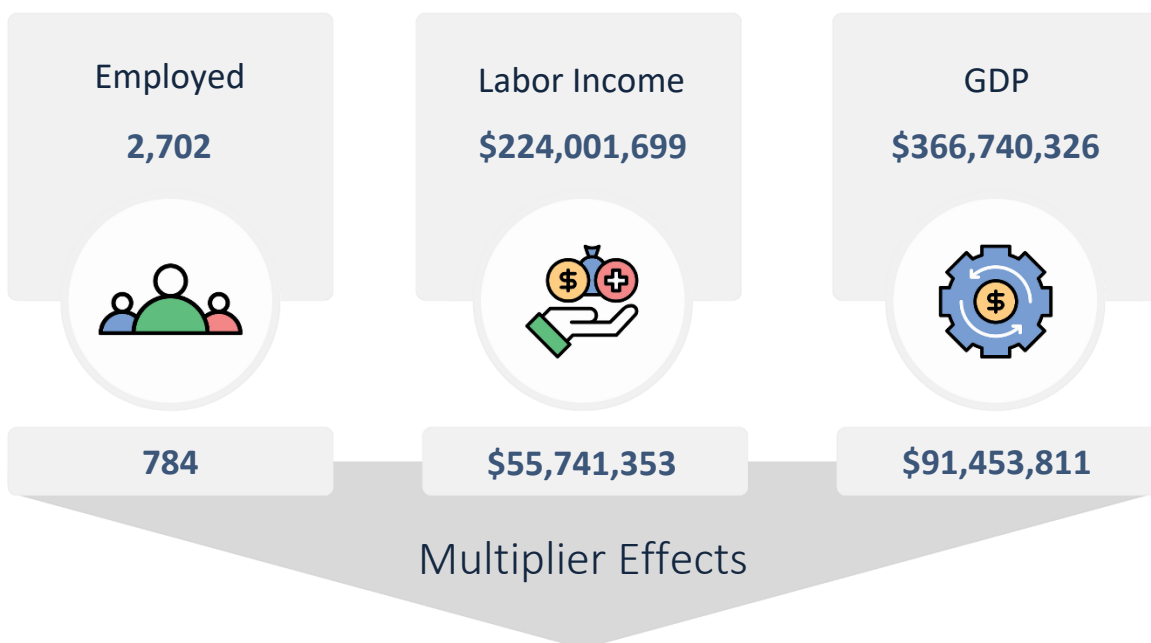 Employed
2,702
Labor Income
$224,001,699
GDP
$366,740,326
$
$
784
$55,741,353
$91,453,811
Multiplier Effects